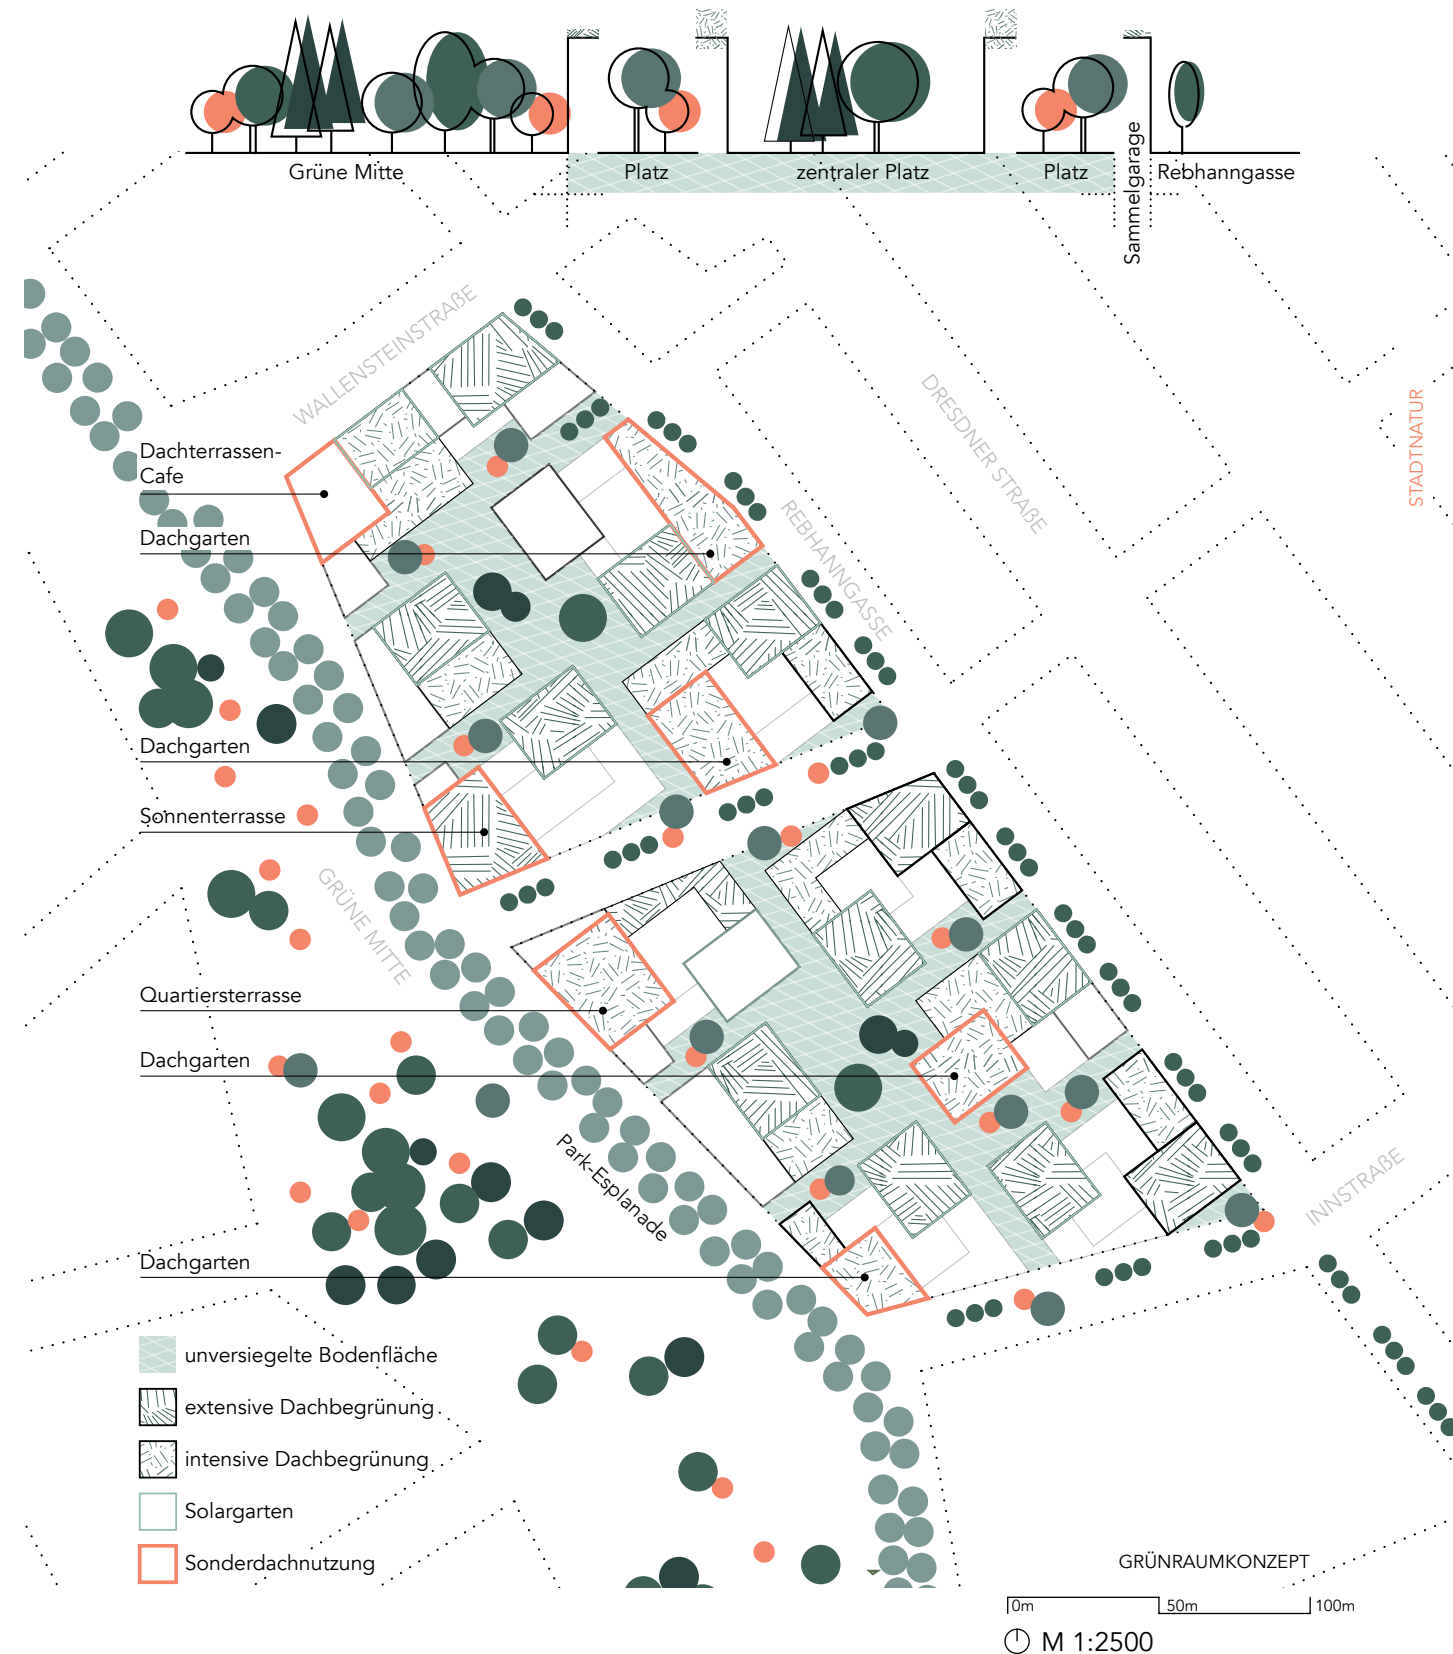 Grüne Mitte
Platz
zentraler Platz
Platz
Sammelgarage
Rebhanngasse
WALLENSTEINSTRAßE
DRESDNER STRAßE
STADTNATUR
Dachterrassen-
Cafe
REBHANNGASSE
Dachgarten
Dachgarten
Sonnenterrasse
GRÜNE MITTE
Quartiersterrasse
Dachgarten
Park-Esplanade
INNSTRAßE
Dachgarten
unversiegelte Bodenfläche
extensive Dachbegrünung
intensive Dachbegrünung
Solargarten
Sonderdachnutzung
GRÜNRAUMKONZEPT
0m 50m 100m
M 1:2500